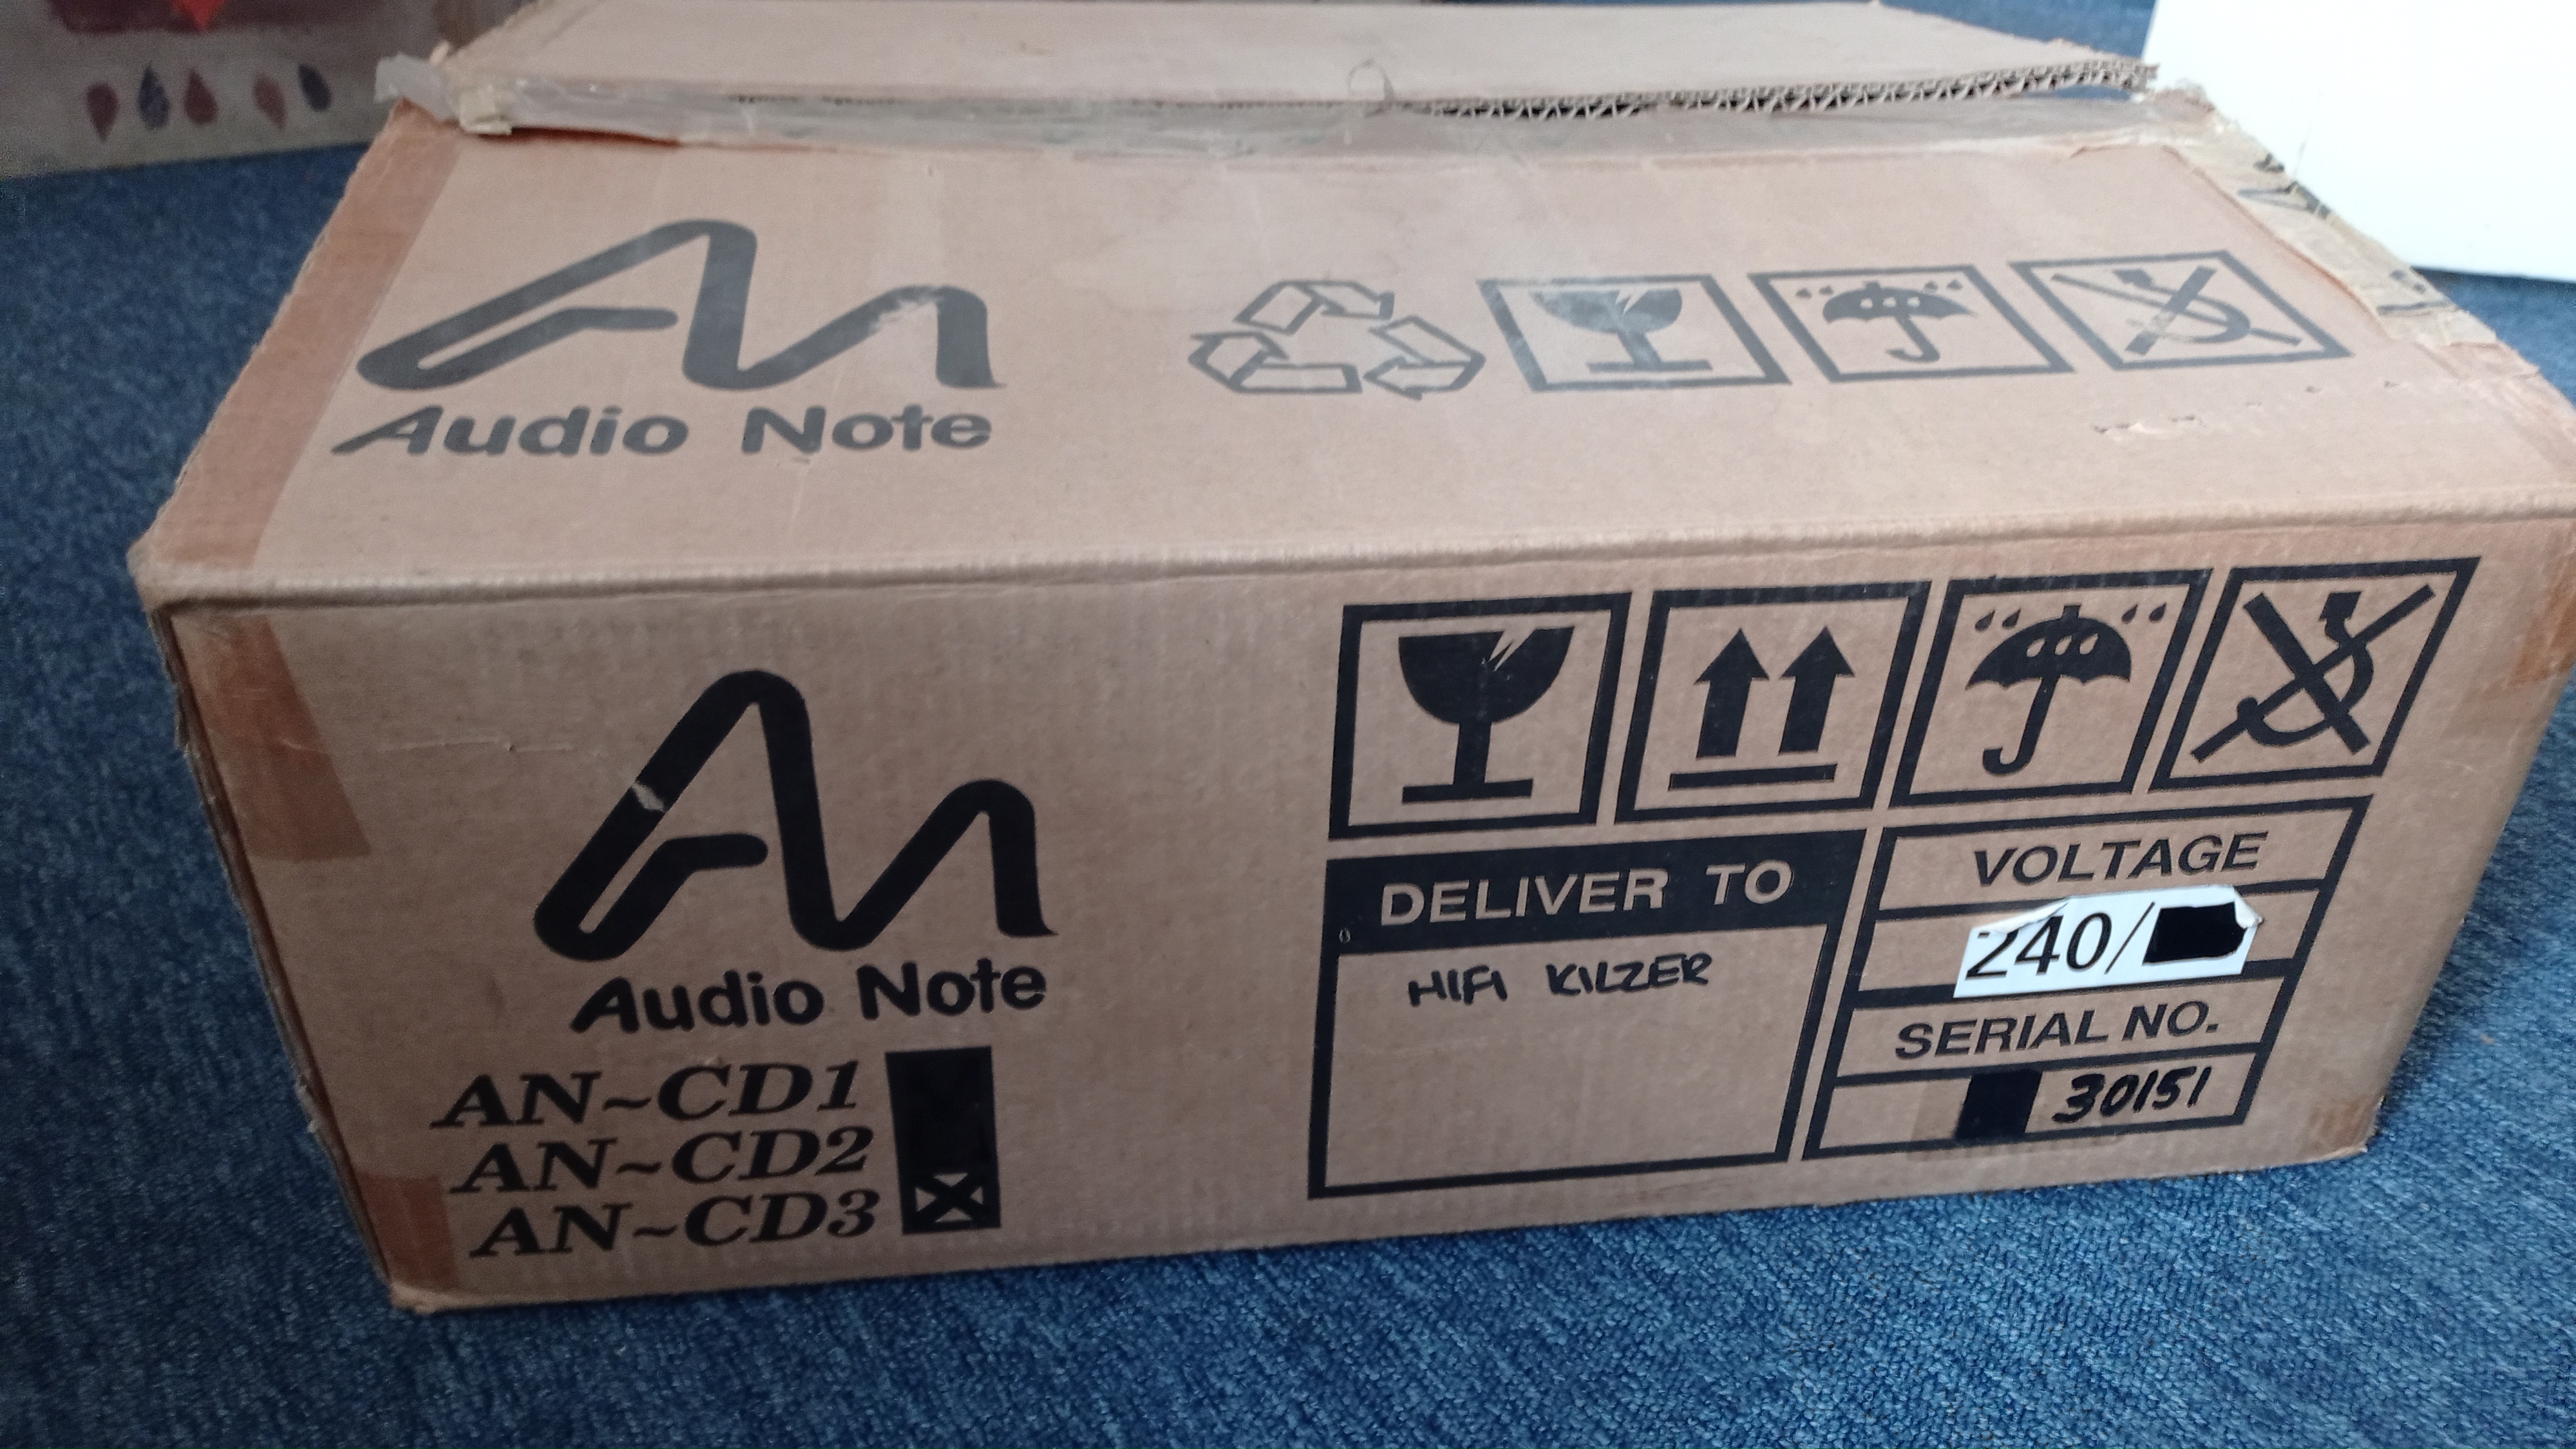 Audio Note
Audio Note
AN~CD1
AN~CD2
AN~CD3
DELIVER TO
HIFI KILZER
VOLTAGE
240/
SERIAL NO.
30151